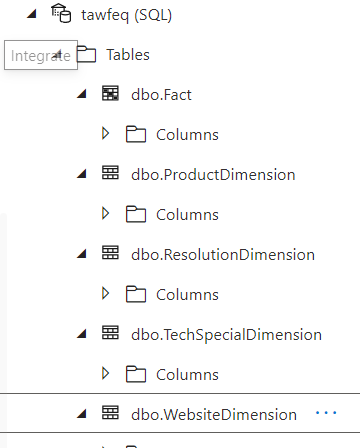 tawfeq (SQL)
Integrate
Tables
dbo.Fact
Columns
dbo.ProductDimension
Columns
dbo.ResolutionDimension
Columns
dbo.TechSpecialDimension
Columns
dbo.WebsiteDimension ...